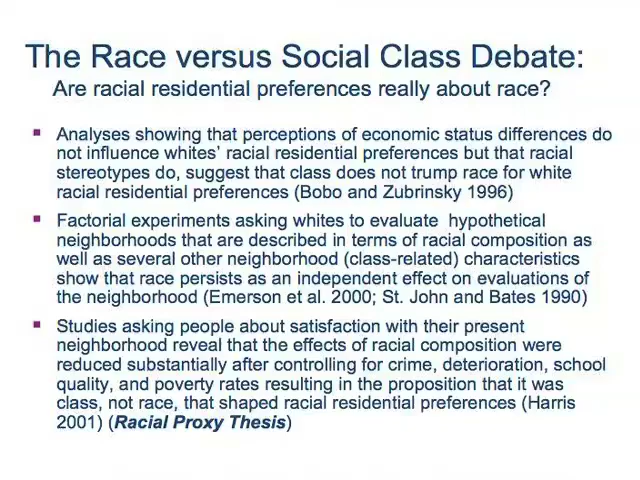 The Race versus Social Class Debate:
Are racial residential preferences really about race?
Analyses showing that perceptions of economic status differences do
not influence whites' racial residential preferences but that racial
stereotypes do, suggest that class does not trump race for white
racial residential preferences (Bobo and Zubrinsky 1996)
Factorial experiments asking whites to evaluate hypothetical
neighborhoods that are described in terms of racial composition as
well as several other neighborhood (class-related) characteristics
show that race persists as an independent effect on evaluations of
the neighborhood (Emerson et al. 2000; St. John and Bates 1990)
Studies asking people about satisfaction with their present
neighborhood reveal that the effects of racial composition were
reduced substantially after controlling for crime, deterioration, school
quality, and poverty rates resulting in the proposition that it was
class, not race, that shaped racial residential preferences (Harris
2001) (Racial Proxy Thesis)